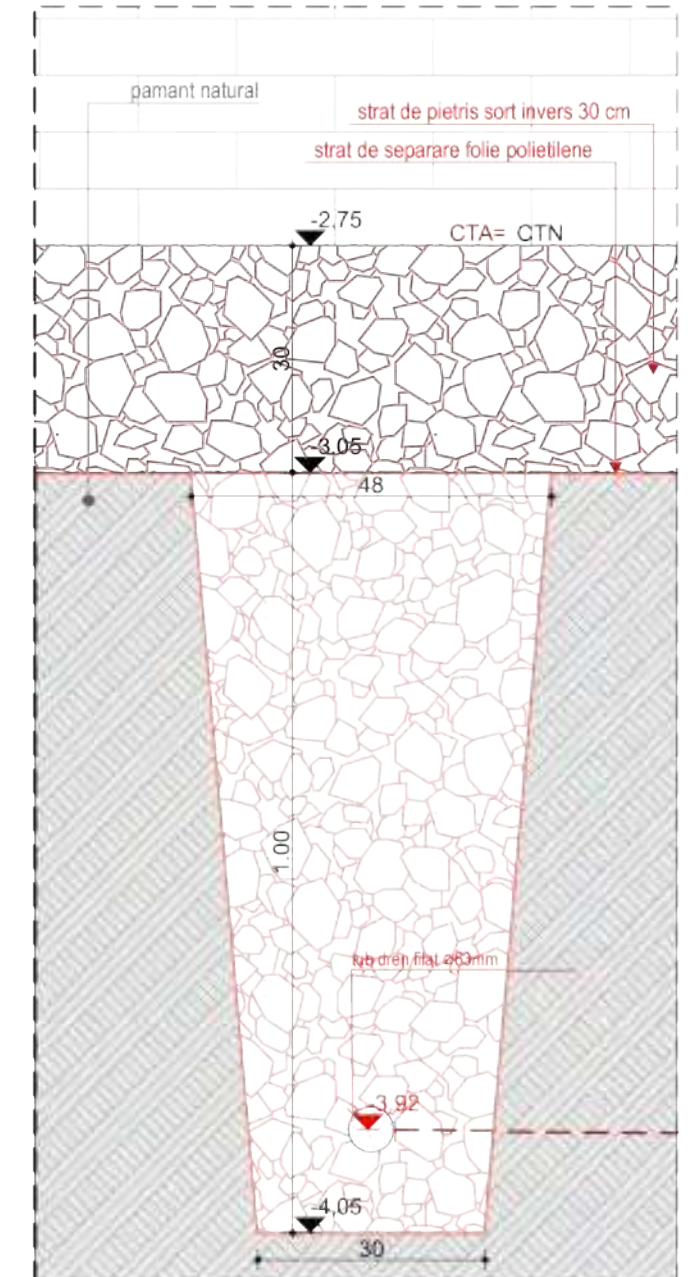 pamant natural
strat de pietris sort invers 30 cm
strat de separare folie polietilene
-2,75
CTA= CTN
30
-3.05
48
1.00
tub dren filat ⌀63mm
-3.92
-4,05
30